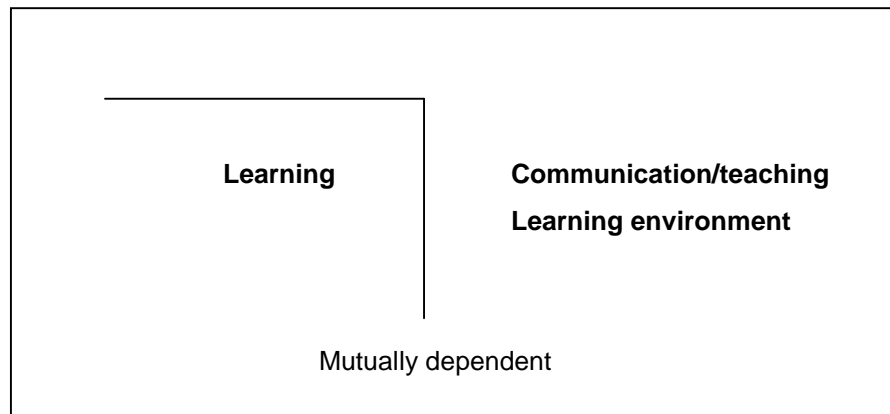 Learning
Communication/teaching
Learning environment
Mutually dependent